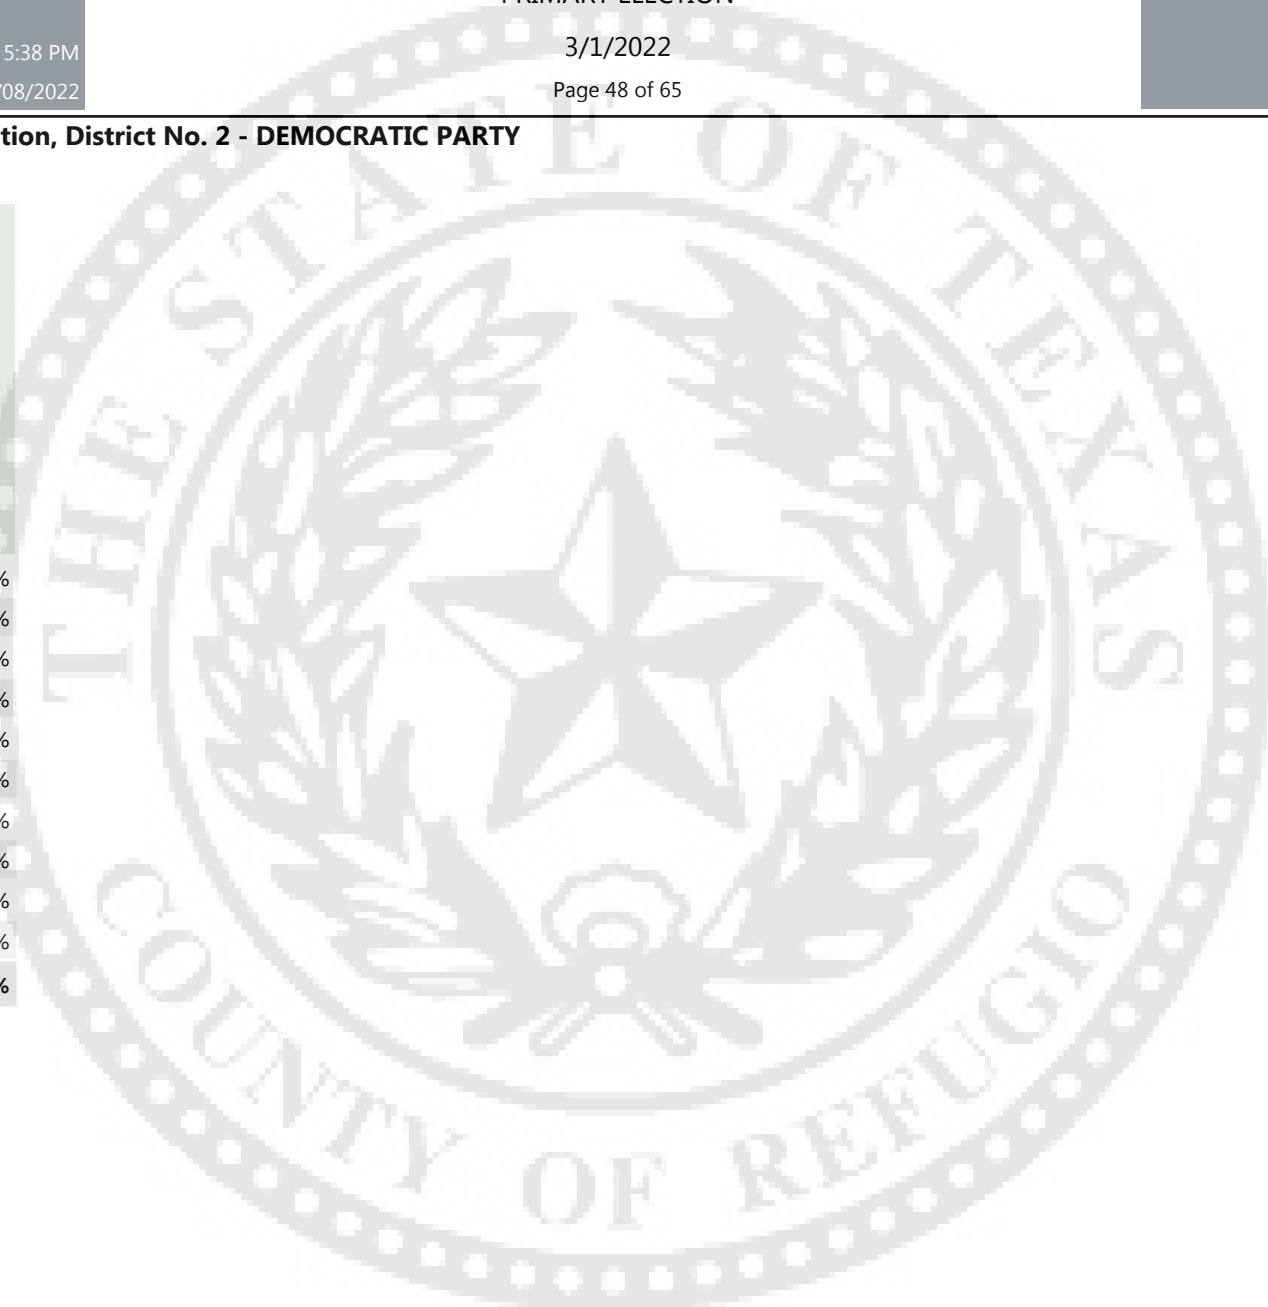 PRIMARY ELECTION
5:38 PM
3/1/2022
/08/2022
Page 48 of 65
tion, District No. 2 - DEMOCRATIC PARTY
%
%
%
%
%
%
%
%
%
%
%
THE STATE OF TEXAS
COUNTY OF REFUGIO